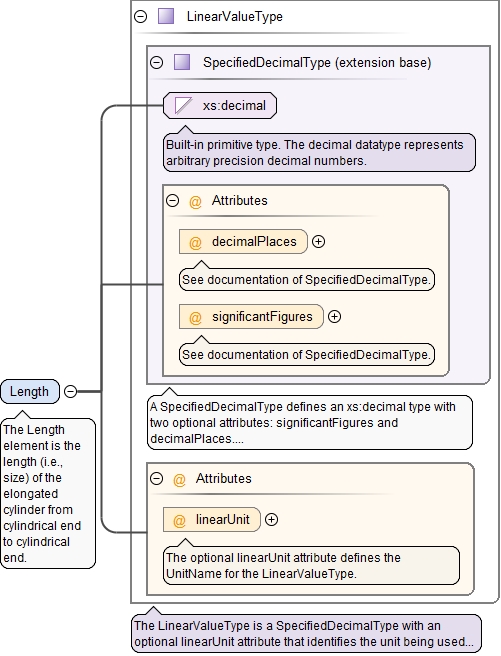 LinearValueType
SpecifiedDecimalType (extension base)
xs:decimal
Built-in primitive type. The decimal datatype represents
arbitrary precision decimal numbers.
@ Attributes
@ decimalPlaces
See documentation of SpecifiedDecimalType.
@ significantFigures
See documentation of SpecifiedDecimalType.
Length
The Length
element is the
length (i.e.,
size) of the
elongated
cylinder from
cylindrical end
to cylindrical
end.
A SpecifiedDecimalType defines an xs:decimal type with
two optional attributes: significantFigures and
decimalPlaces....
@ Attributes
@ linearUnit
The optional linearUnit attribute defines the
UnitName for the LinearValueType.
The LinearValueType is a SpecifiedDecimalType with an
optional linearUnit attribute that identifies the unit being used...